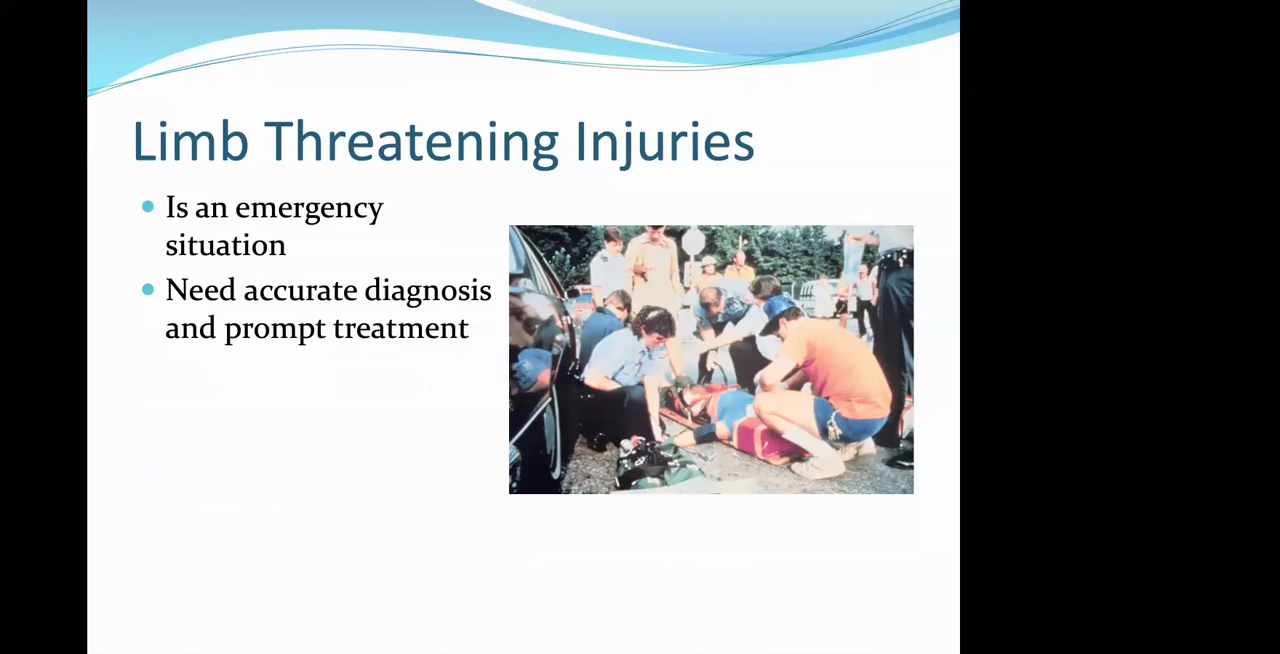 Limb Threatening Injuries
Is an emergency
situation
Need accurate diagnosis
and prompt treatment